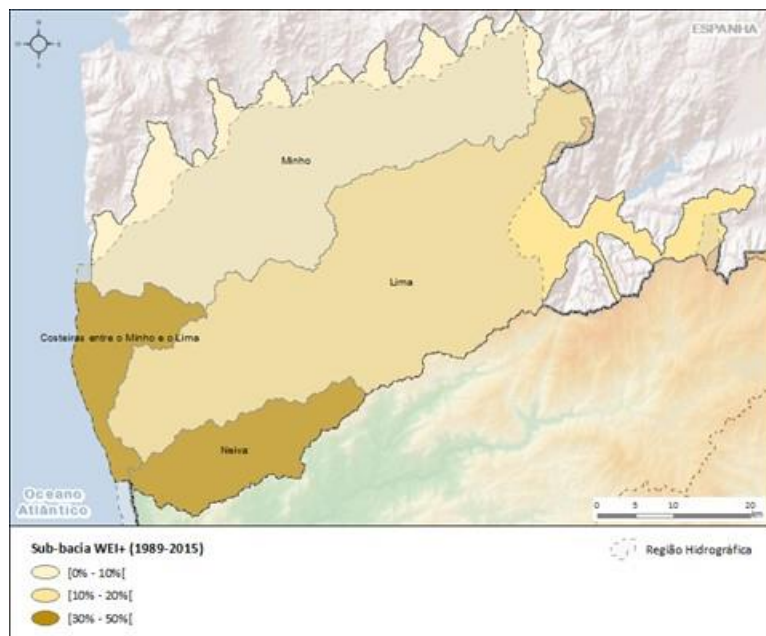 ESPANHA
Minho
Lima
Costeiras entre o Minho e o Lima
Neiva
Oceano
Atlântico
0 5 10 20
km
Sub-bacia WEI+ (1989-2015)
[0% - 10%[
[10% - 20%[
[30% - 50%[
Região Hidrográfica